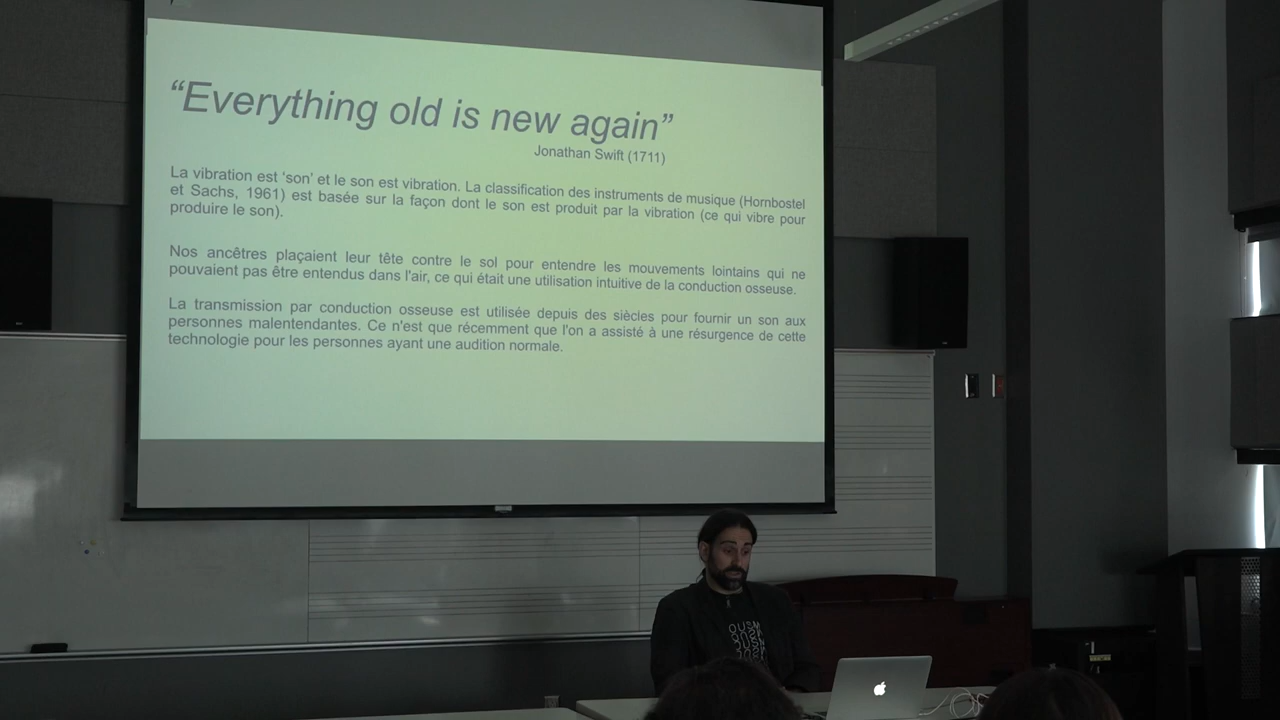 “Everything old is new again”
Jonathan Swift (1711)
La vibration est ‘son’ et le son est vibration. La classification des instruments de musique (Hornbostel
et Sachs, 1961) est basée sur la façon dont le son est produit par la vibration (ce qui vibre pour
produire le son).
Nos ancêtres plaçaient leur tête contre le sol pour entendre les mouvements lointains qui ne
pouvaient pas être entendus dans l'air, ce qui était une utilisation intuitive de la conduction osseuse.
La transmission par conduction osseuse est utilisée depuis des siècles pour fournir un son aux
personnes malentendantes. Ce n'est que récemment que l'on a assisté à une résurgence de cette
technologie pour les personnes ayant une audition normale.